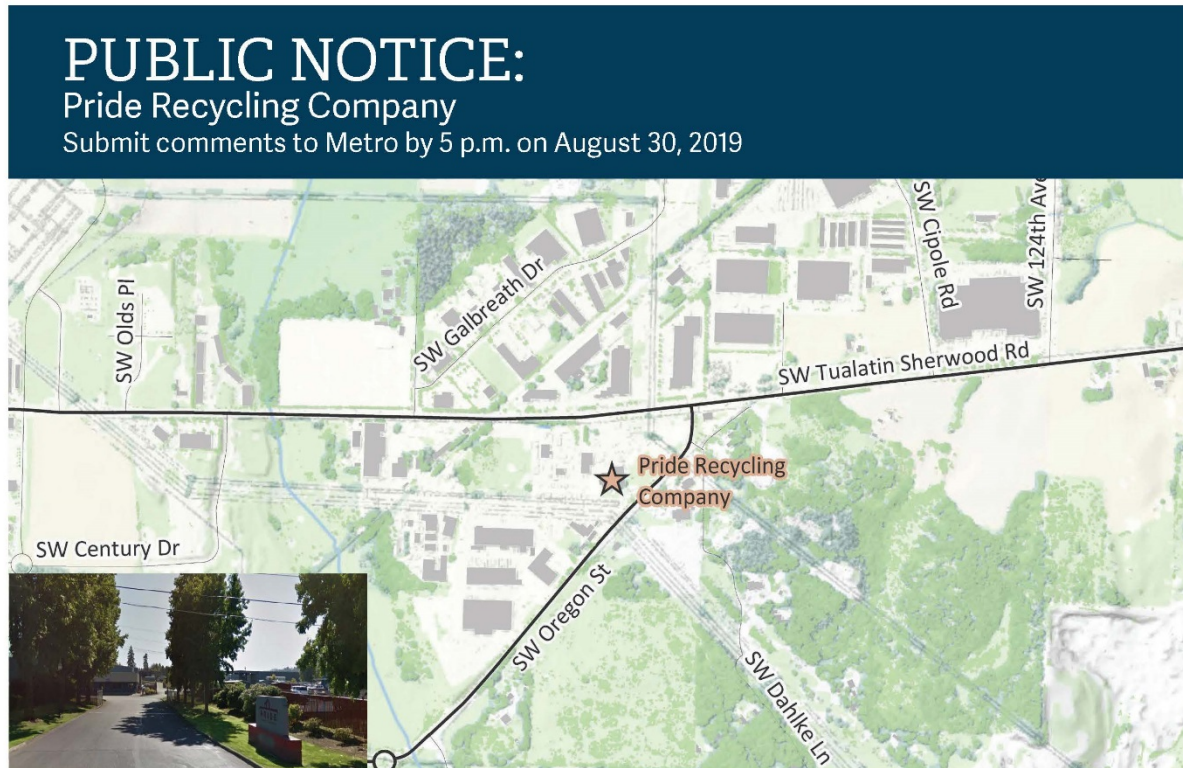 PUBLIC NOTICE:
Pride Recycling Company
Submit comments to Metro by 5 p.m. on August 30, 2019
SW Olds Pl
SW Galbreath Dr
SW Cipole Rd
SW 124th Ave
SW Tualatin Sherwood Rd
Pride Recycling
Company
SW Century Dr
SW Oregon St
SW Dahlke Ln
PRIDE